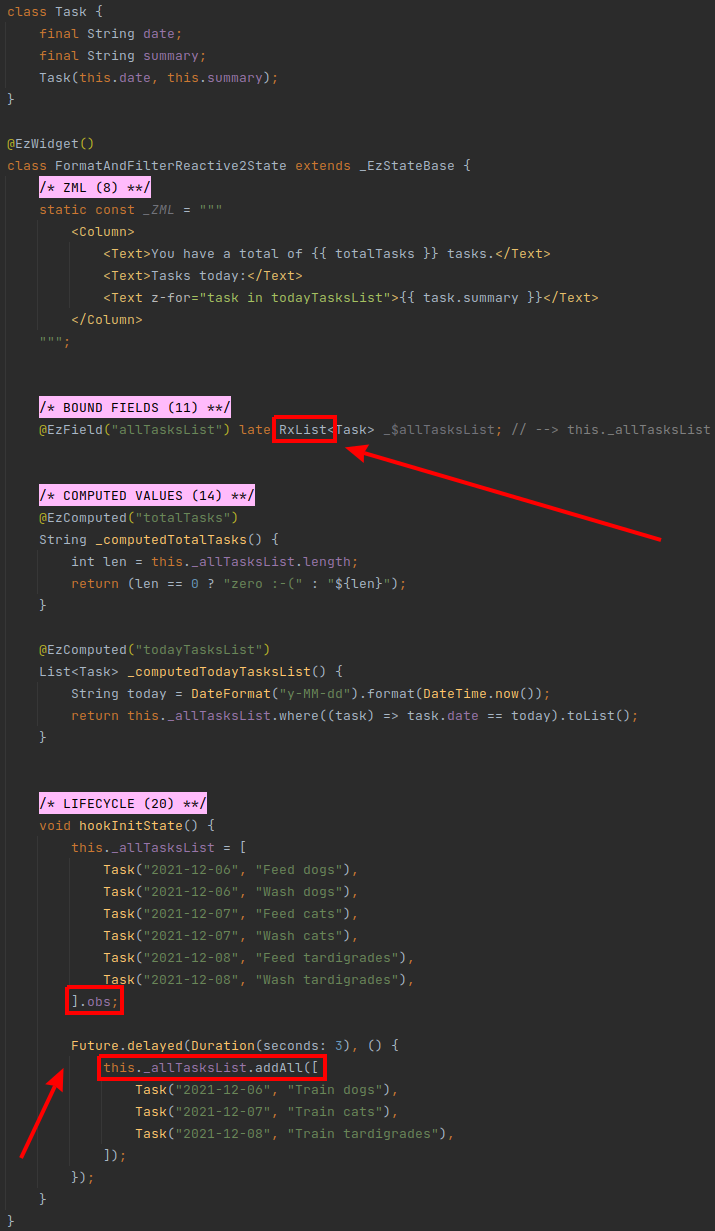 class Task {
    final String date;
    final String summary;
    Task(this.date, this.summary);
}

@EzWidget()
class FormatAndFilterReactive2State extends _EzStateBase {
    /* ZML (8) **/
    static const _ZML = """
        <Column>
            <Text>You have a total of {{ totalTasks }} tasks.</Text>
            <Text>Tasks today:</Text>
            <Text z-for="task in todayTasksList">{{ task.summary }}</Text>
        </Column>
    """;

    /* BOUND FIELDS (11) **/
    @EzField("allTasksList") late RxList<Task> _$allTasksList; // --> this._allTasksList

    /* COMPUTED VALUES (14) **/
    @EzComputed("totalTasks")
    String _computedTotalTasks() {
        int len = this._allTasksList.length;
        return (len == 0 ? "zero :-(" : "${len}");
    }

    @EzComputed("todayTasksList")
    List<Task> _computedTodayTasksList() {
        String today = DateFormat("y-MM-dd").format(DateTime.now());
        return this._allTasksList.where((task) => task.date == today).toList();
    }

    /* LIFECYCLE (20) **/
    void hookInitState() {
        this._allTasksList = [
            Task("2021-12-06", "Feed dogs"),
            Task("2021-12-06", "Wash dogs"),
            Task("2021-12-07", "Feed cats"),
            Task("2021-12-07", "Wash cats"),
            Task("2021-12-08", "Feed tardigrades"),
            Task("2021-12-08", "Wash tardigrades"),
        ].obs;

        Future.delayed(Duration(seconds: 3), () {
            this._allTasksList.addAll([
                Task("2021-12-06", "Train dogs"),
                Task("2021-12-07", "Train cats"),
                Task("2021-12-08", "Train tardigrades"),
            ]);
        });
    }
}